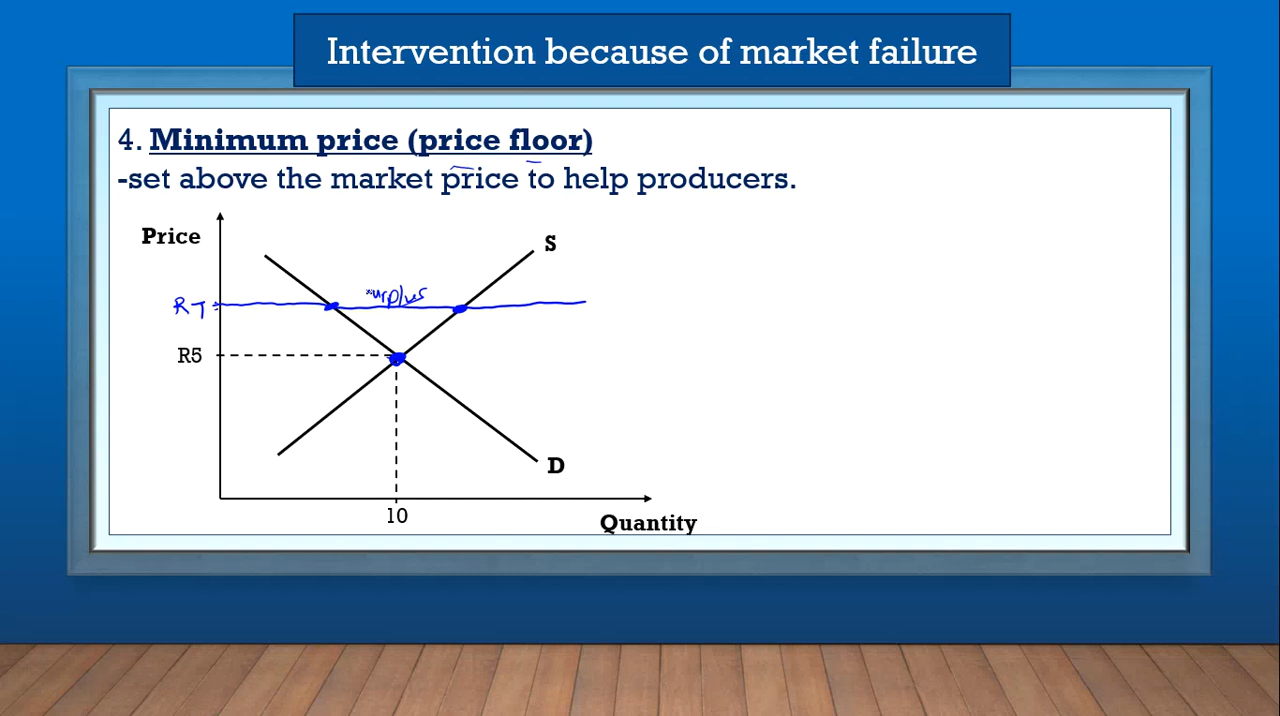 Intervention because of market failure
4. Minimum price (price floor)
-set above the market price to help producers.
Price
S
surplus
R7
R5
D
10
Quantity